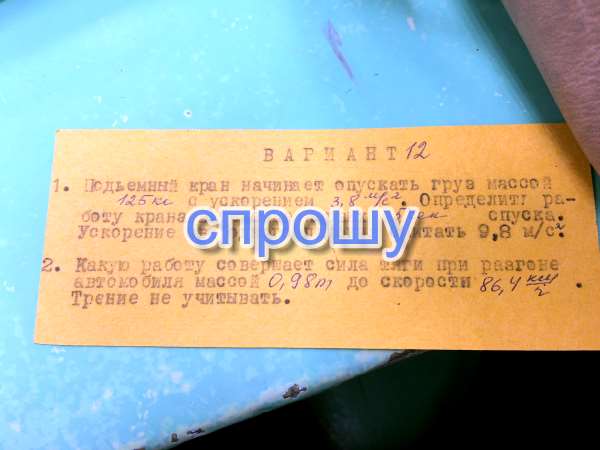 ВАРИАНТ 12
1. Подъемный кран начинает опускать груз массой
125 кг с ускорением 3,8 м/с². Определить ра-
боту крана спуска.
Ускорение считать 9,8 м/с²
спрошу
2. Какую работу совершает сила тяги при разгоне
автомобиля массой 0,98т до скорости 86,4 км/ч.
Трение не учитывать.